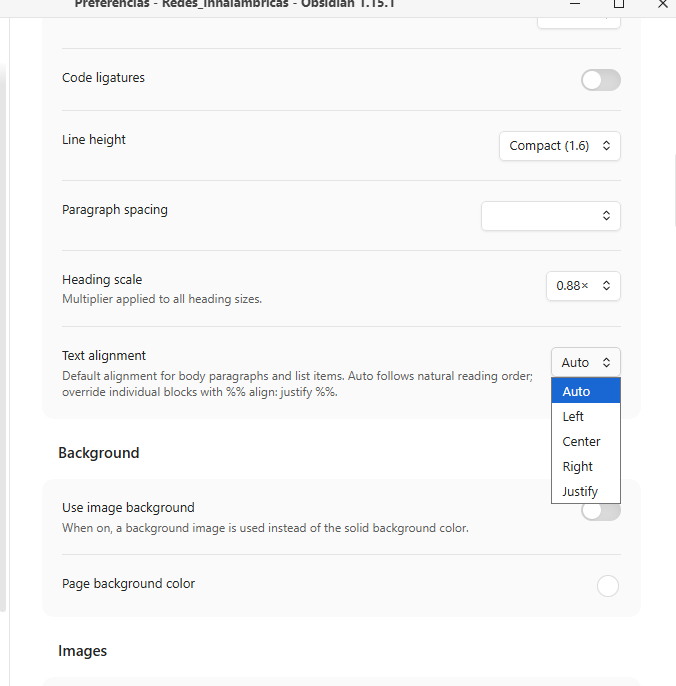 Preferencias - Redes_Inhalambricas - Obsidian 1.15.1
Code ligatures
Line height
Compact (1.6)
Paragraph spacing
Heading scale
0.88×
Multiplier applied to all heading sizes.
Text alignment
Auto
Default alignment for body paragraphs and list items. Auto follows natural reading order;
override individual blocks with %% align: justify %%.
Auto
Left
Center
Right
Justify
Background
Use image background
When on, a background image is used instead of the solid background color.
Page background color
Images